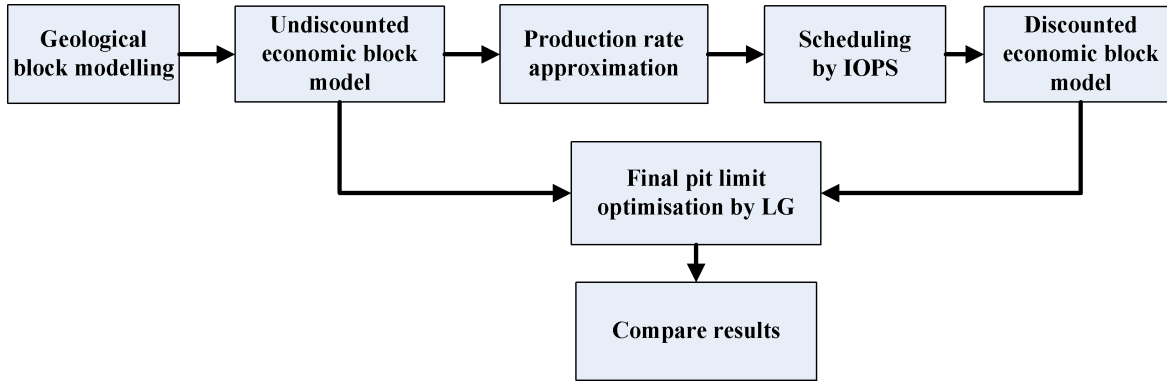 Geological
block modelling
Undiscounted
economic block
model
Production rate
approximation
Scheduling
by IOPS
Discounted
economic block
model
Final pit limit
optimisation by LG
Compare results